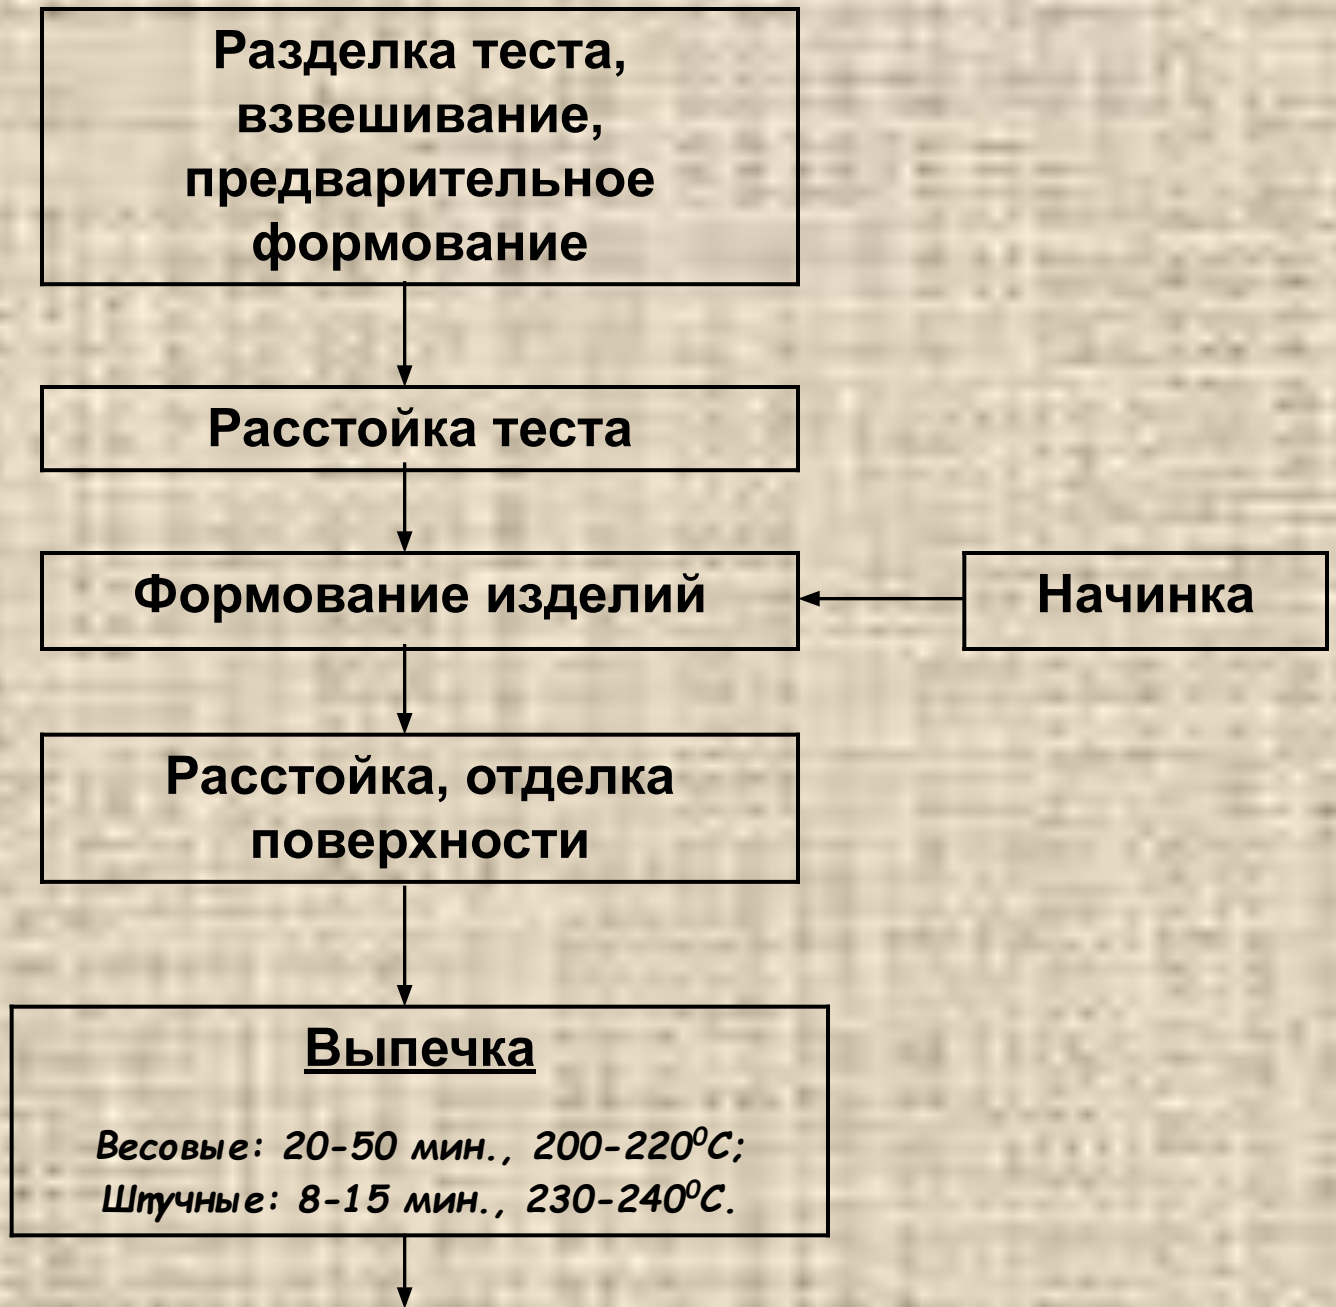 Разделка теста,
взвешивание,
предварительное
формование
Расстойка теста
Формование изделий
Начинка
Расстойка, отделка
поверхности
Выпечка
Весовые: 20-50 мин., 200-220⁰С;
Штучные: 8-15 мин., 230-240⁰С.